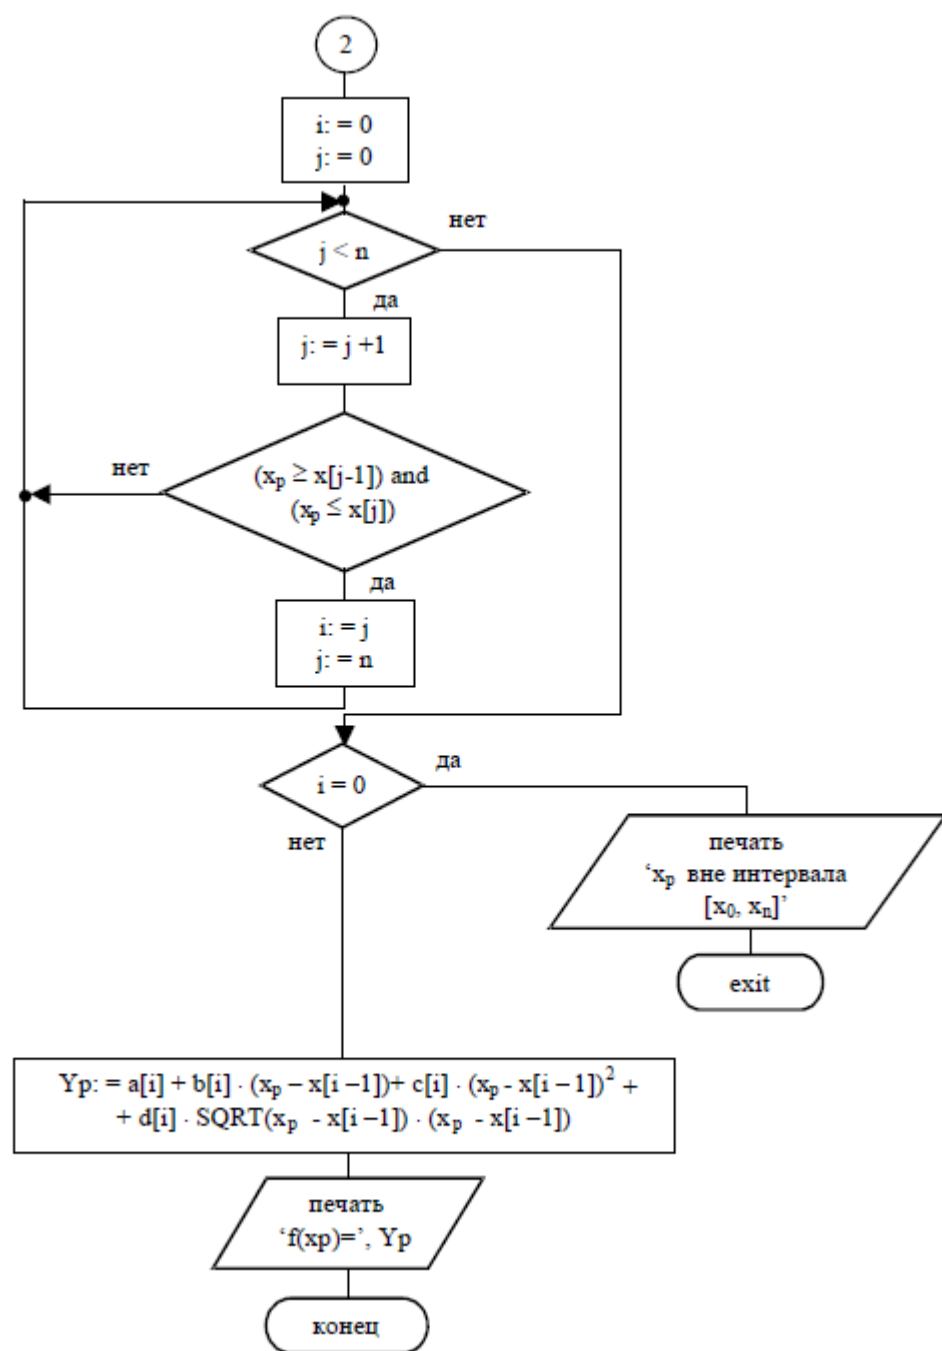 2
i: = 0
j: = 0
нет
j < n
да
j: = j +1
нет
(xₚ ≥ x[j-1]) and
(xₚ ≤ x[j])
да
i: = j
j: = n
i = 0
да
нет
печать
‘xₚ вне интервала
[x₀, xₙ]’
exit
Yp: = a[i] + b[i] · (xₚ – x[i –1])+ c[i] · (xₚ - x[i – 1])² +
+ d[i] · SQRT(xₚ - x[i –1]) · (xₚ - x[i –1])
печать
‘f(xp)=’, Yp
конец